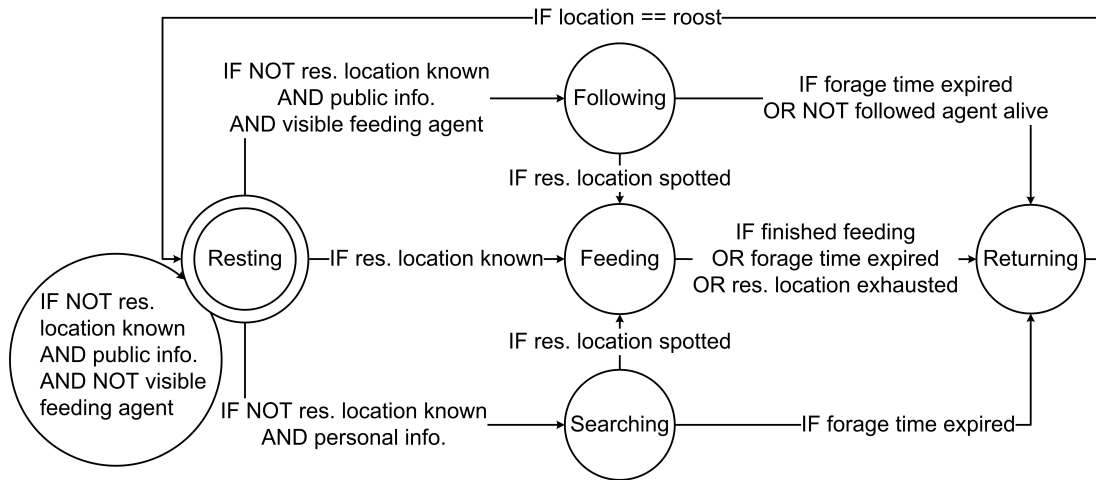 IF location == roost
IF NOT res. location known
AND public info.
AND visible feeding agent
Following
IF forage time expired
OR NOT followed agent alive
IF res. location spotted
Resting
IF res. location known
Feeding
IF finished feeding
OR forage time expired
OR res. location exhausted
Returning
IF NOT res.
location known
AND public info.
AND NOT visible
feeding agent
IF res. location spotted
IF NOT res. location known
AND personal info.
Searching
IF forage time expired